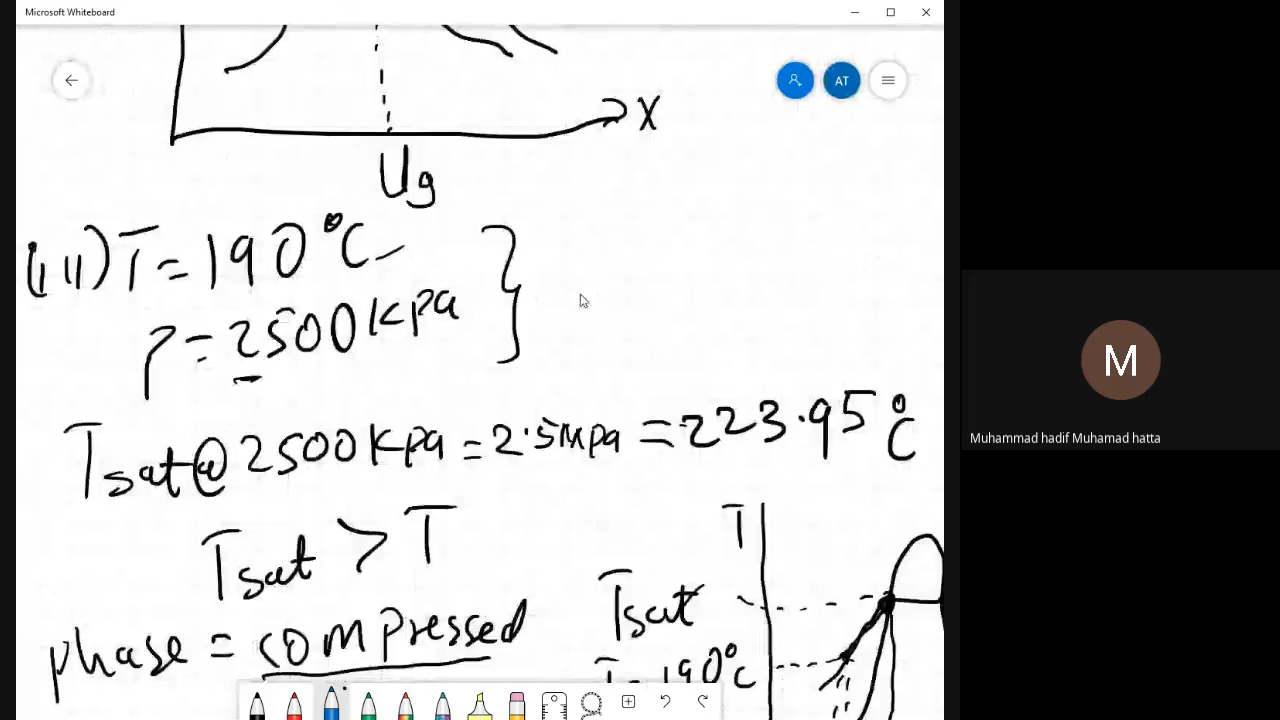 Microsoft Whiteboard
AT
X
Ug
(iii) T = 190°C
P = 2500 kpa
Tsat@ 2500 kpa = 2.5 Mpa = 223.95°C
Tsat > T
T
phase = compressed
Tsat
T = 190°C
M
Muhammad hadif Muhamad hatta